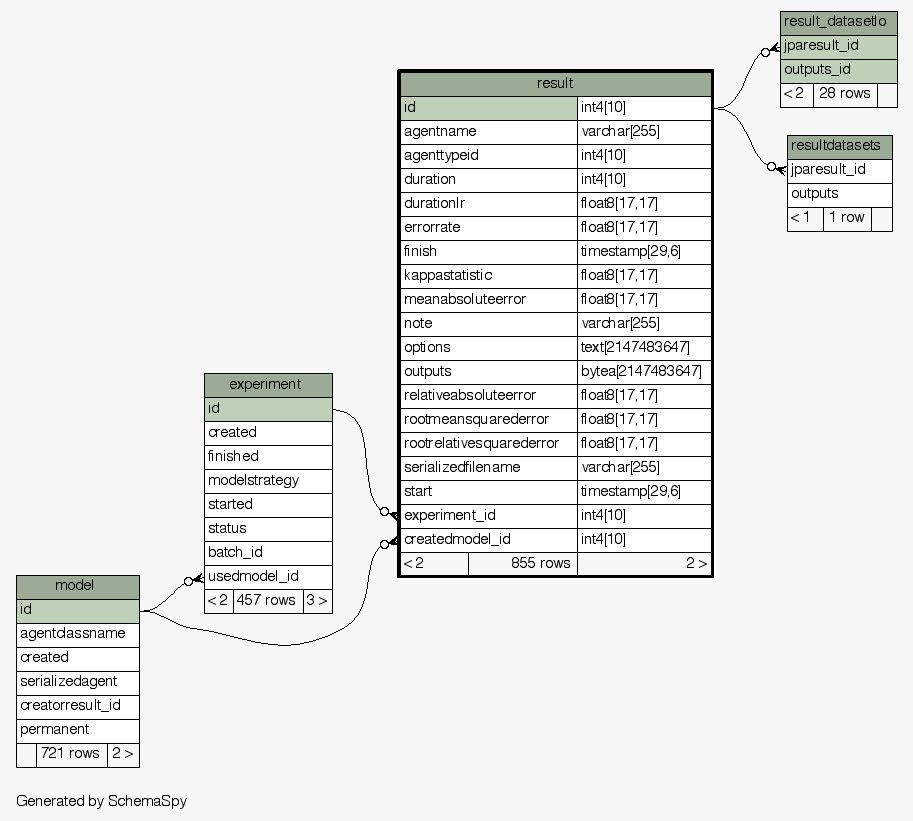 result_datasetlo
jparesult_id
outputs_id
< 2 28 rows
resultdatasets
jparesult_id
outputs
< 1 1 row
result
id int4[10]
agentname varchar[255]
agenttypeid int4[10]
duration int4[10]
durationlr float8[17,17]
errorrate float8[17,17]
finish timestamp[29,6]
kappastatistic float8[17,17]
meanabsoluteerror float8[17,17]
note varchar[255]
options text[2147483647]
outputs bytea[2147483647]
relativeabsoluteerror float8[17,17]
rootmeansquarederror float8[17,17]
rootrelativesquarederror float8[17,17]
serializedfilename varchar[255]
start timestamp[29,6]
experiment_id int4[10]
createdmodel_id int4[10]
< 2 855 rows 2 >
experiment
id
created
finished
modelstrategy
started
status
batch_id
usedmodel_id
< 2 457 rows 3 >
model
id
agentclassname
created
serializedagent
creatorresult_id
permanent
721 rows 2 >
Generated by SchemaSpy